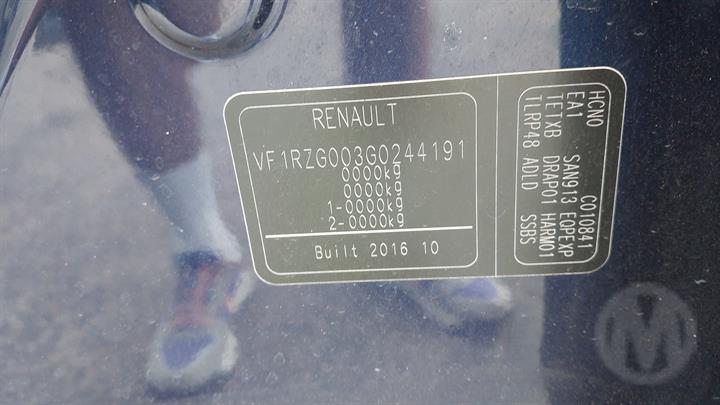 RENAULT
VF1RZG003G0244191
0000kg
0000kg
1-0000kg
2-0000kg
Built 2016 10
HCNO C010841
EA1 SAN913 EQPEXP
TETXB DRAP01 HARM01
TLRP48 ADLD SSBS
M